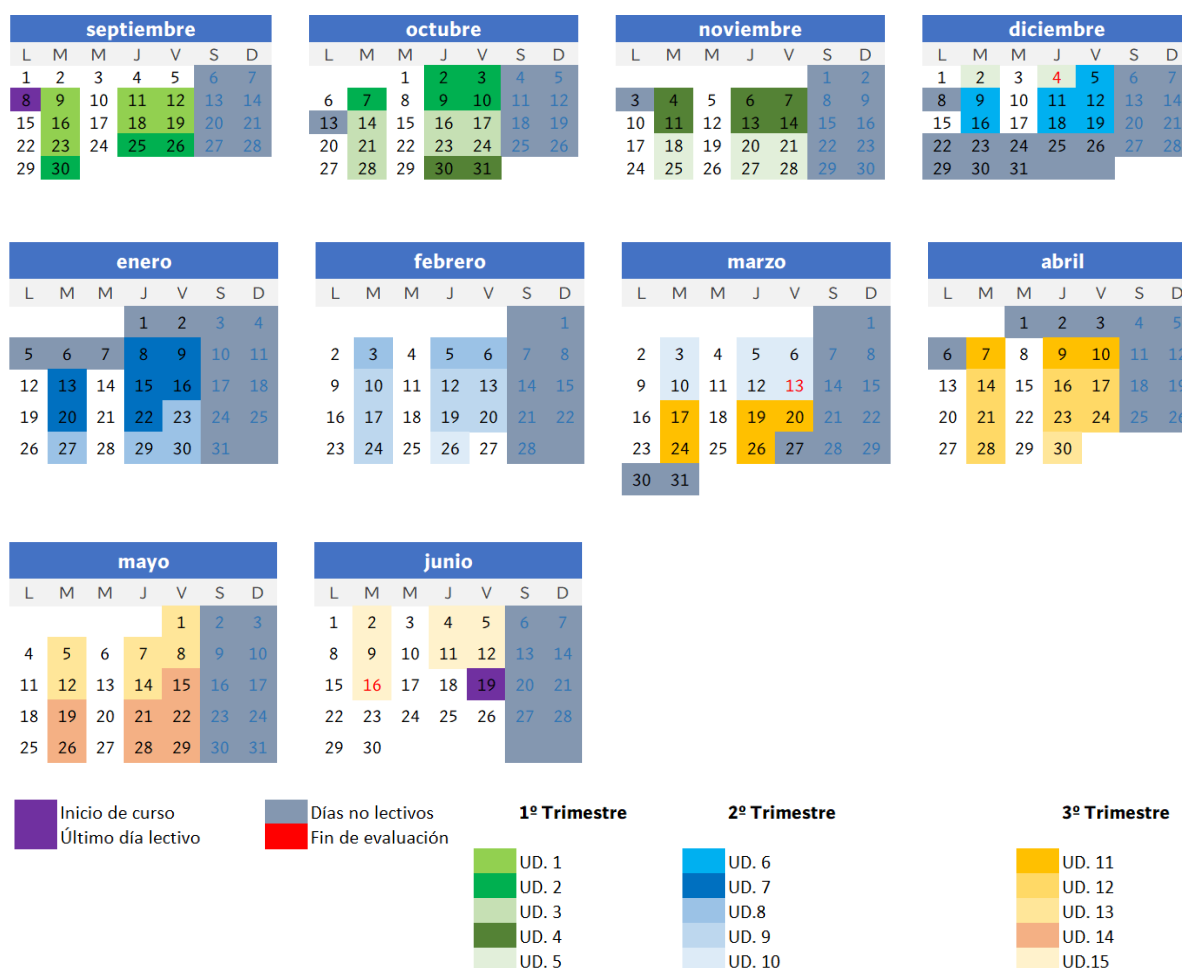 septiembre octubre noviembre diciembre
L M M J V S D L M M J V S D L M M J V S D L M M J V S D
1 2 3 4 5 6 7 1 2 3 4 5 1 2 1 2 3 4 5 6 7
8 9 10 11 12 13 14 6 7 8 9 10 11 12 3 4 5 6 7 8 9 8 9 10 11 12 13 14
15 16 17 18 19 20 21 13 14 15 16 17 18 19 10 11 12 13 14 15 16 15 16 17 18 19 20 21
22 23 24 25 26 27 28 20 21 22 23 24 25 26 17 18 19 20 21 22 23 22 23 24 25 26 27 28
29 30 27 28 29 30 31 24 25 26 27 28 29 30 29 30 31
enero febrero marzo abril
L M M J V S D L M M J V S D L M M J V S D L M M J V S D
1 2 3 4 1 1 1 2 3 4 5
5 6 7 8 9 10 11 2 3 4 5 6 7 8 2 3 4 5 6 7 8 6 7 8 9 10 11 12
12 13 14 15 16 17 18 9 10 11 12 13 14 15 9 10 11 12 13 14 15 13 14 15 16 17 18 19
19 20 21 22 23 24 25 16 17 18 19 20 21 22 16 17 18 19 20 21 22 20 21 22 23 24 25 26
26 27 28 29 30 31 23 24 25 26 27 28 23 24 25 26 27 28 29 27 28 29 30
30 31
mayo junio
L M M J V S D L M M J V S D
1 2 3 1 2 3 4 5 6 7
4 5 6 7 8 9 10 8 9 10 11 12 13 14
11 12 13 14 15 16 17 15 16 17 18 19 20 21
18 19 20 21 22 23 24 22 23 24 25 26 27 28
25 26 27 28 29 30 31 29 30
Inicio de curso Días no lectivos 1º Trimestre 2º Trimestre 3º Trimestre
Último día lectivo Fin de evaluación
UD. 1 UD. 6 UD. 11
UD. 2 UD. 7 UD. 12
UD. 3 UD.8 UD. 13
UD. 4 UD. 9 UD. 14
UD. 5 UD. 10 UD.15